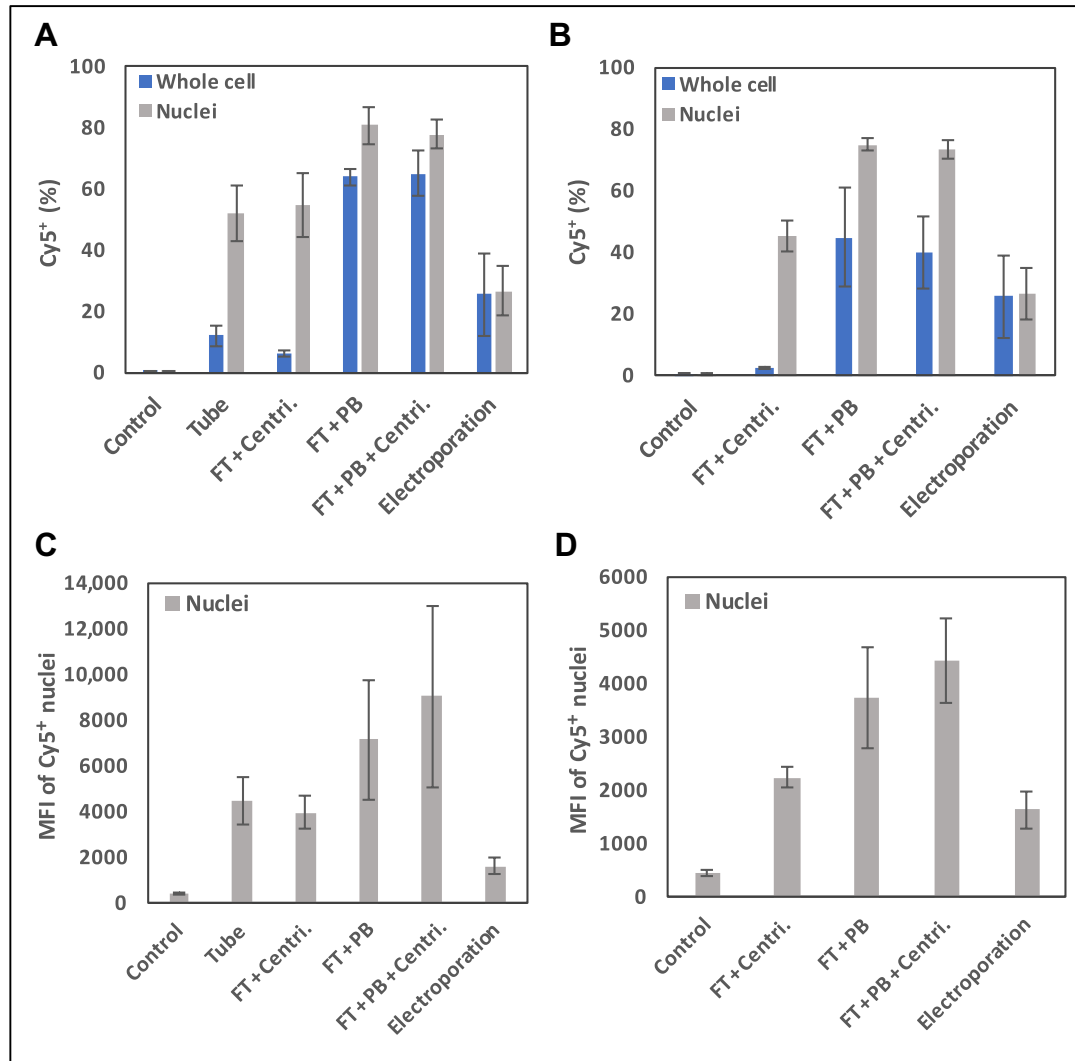 A
100
80
60
40
20
0
Cy5⁺ (%)
Whole cell
Nuclei
Control
Tube
FT+Centri.
FT+PB
FT+PB+Centri.
Electroporation
B
100
80
60
40
20
0
Cy5⁺ (%)
Whole cell
Nuclei
Control
FT+Centri.
FT+PB
FT+PB+Centri.
Electroporation
C
14,000
12,000
10,000
8000
6000
4000
2000
0
MFI of Cy5⁺ nuclei
Nuclei
Control
Tube
FT+Centri.
FT+PB
FT+PB+Centri.
Electroporation
D
6000
5000
4000
3000
2000
1000
0
MFI of Cy5⁺ nuclei
Nuclei
Control
FT+Centri.
FT+PB
FT+PB+Centri.
Electroporation